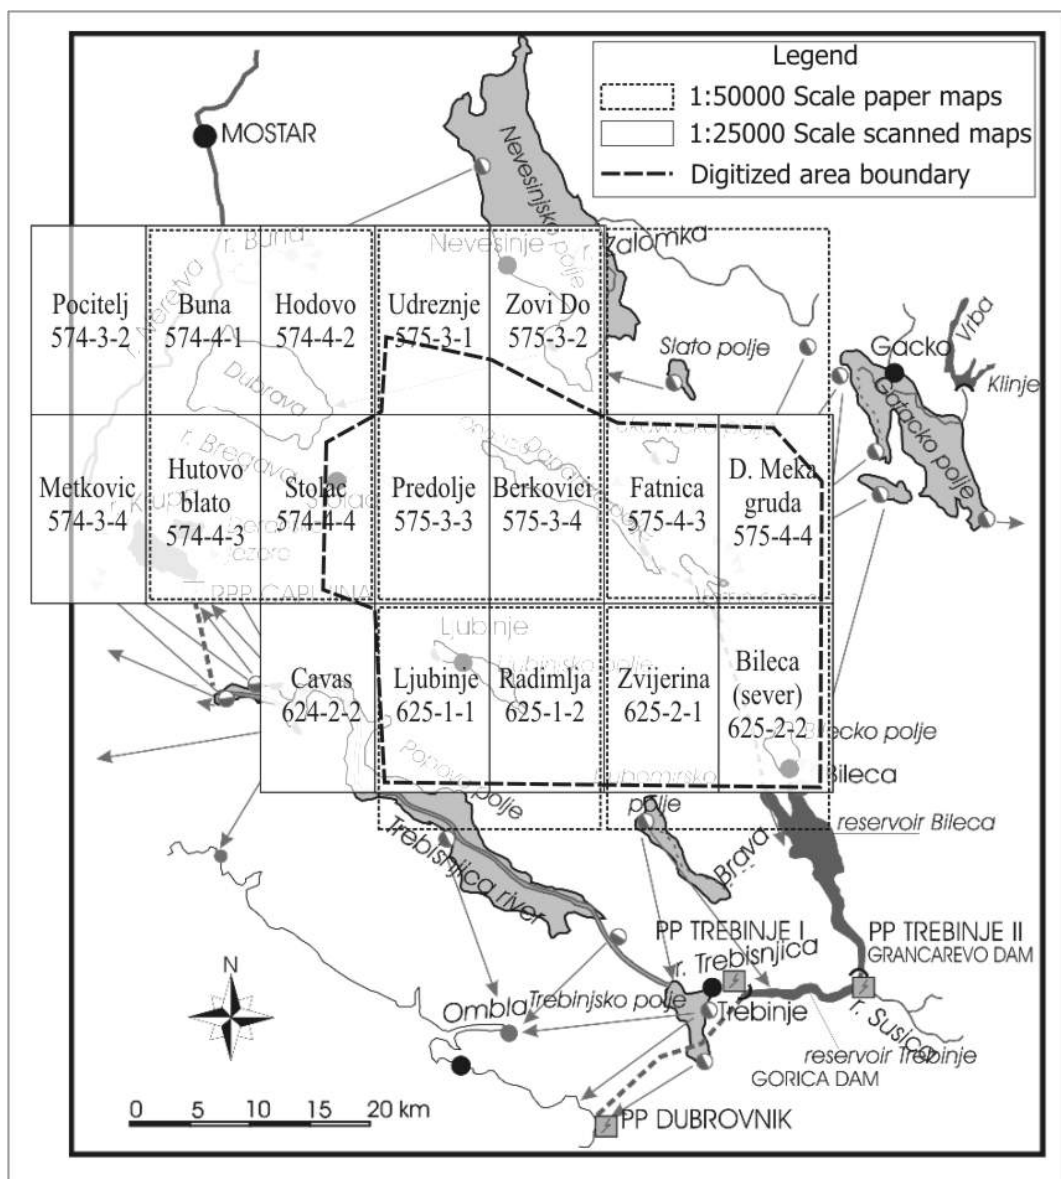 Legend
1:50000 Scale paper maps
1:25000 Scale scanned maps
Digitized area boundary
MOSTAR
Nevesinjsko polje
r. Buna
Nevesinje
r. Zalomka
r. Neretva
Pocitelj
574-3-2
Buna
574-4-1
Hodovo
574-4-2
Udreznje
575-3-1
Zovi Do
575-3-2
Slato polje
Gacko
Vrba
Klinje
Gatacko polje
Dubrava
r. Bregava
Metkovic
574-3-4
r. Krupa
Hutovo
blato
574-4-3
Stolac
574-4-4
Stolac
Predolje
575-3-3
Berkovici
575-3-4
Fatnica
575-4-3
D. Meka
gruda
575-4-4
Cavas
624-2-2
Ljubinje
Ljubinjsko polje
Ljubinje
625-1-1
Radimlja
625-1-2
Zvijerina
625-2-1
Bileca
(sever)
625-2-2
Bilecko polje
Bileca
Popovo polje
polje
reservoir Bileca
Trebisnjica river
Brava
PP TREBINJE I
r. Trebisnjica
PP TREBINJE II
GRANCAREVO DAM
Ombla
Trebinjsko polje
Trebinje
r. Susica
reservoir Trebinje
GORICA DAM
PP DUBROVNIK
N
0 5 10 15 20 km